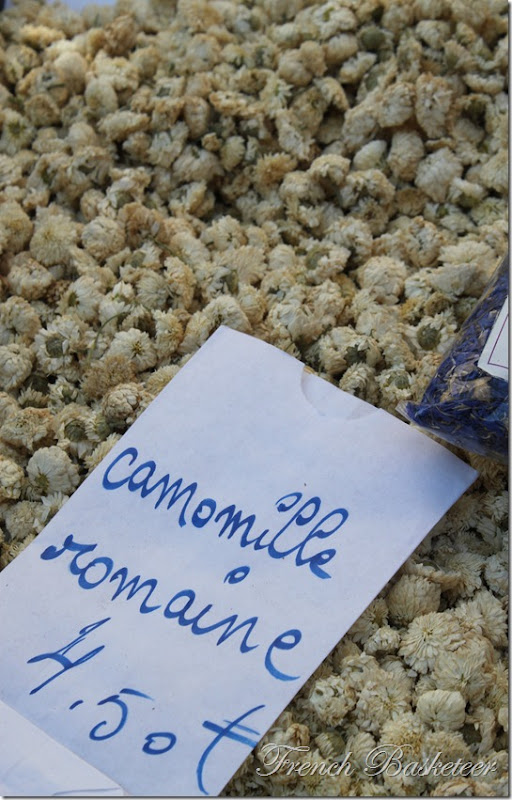 camomille
romaine
4.50€
French Basketeer